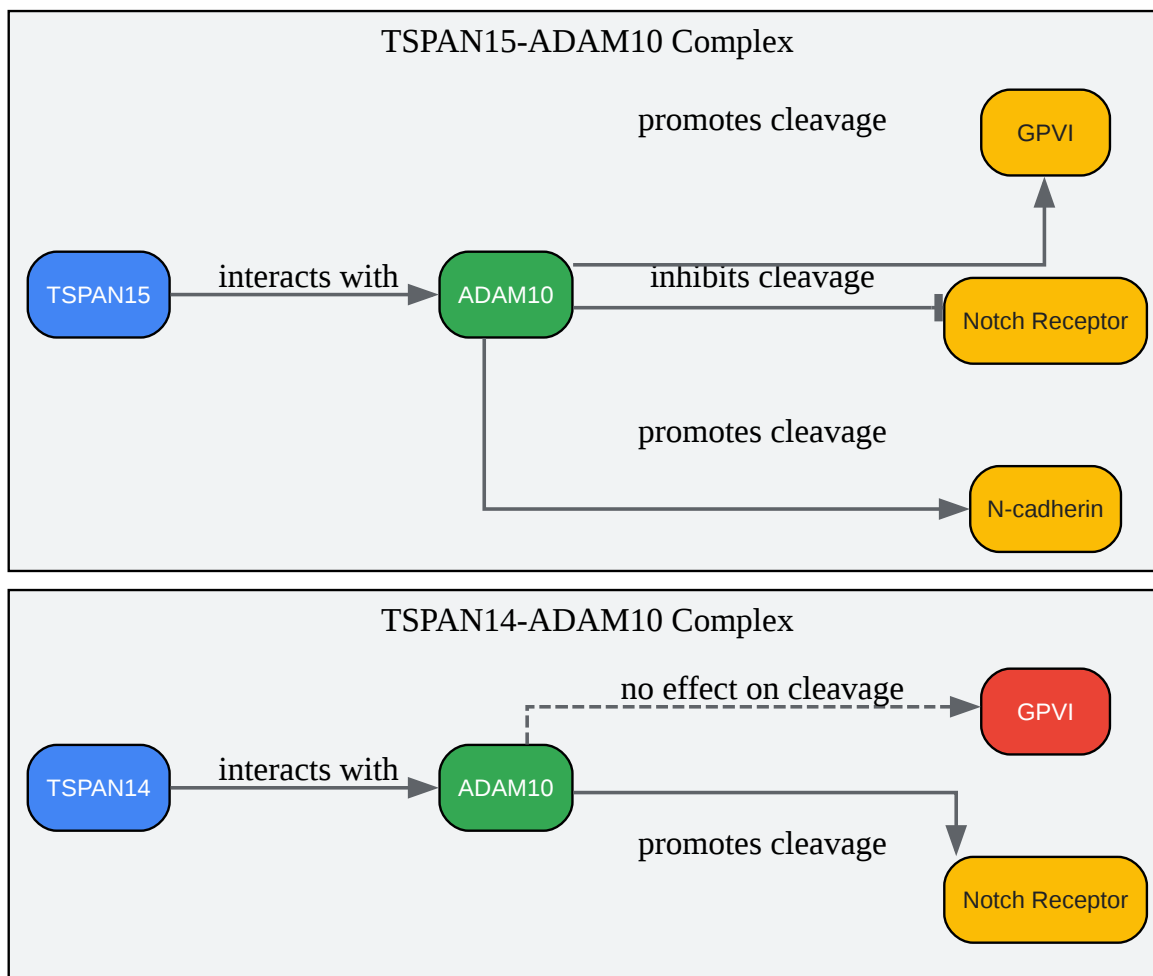 TSPAN15-ADAM10 Complex
promotes cleavage
GPVI
TSPAN15
interacts with
ADAM10
inhibits cleavage
Notch Receptor
promotes cleavage
N-cadherin
TSPAN14-ADAM10 Complex
no effect on cleavage
GPVI
TSPAN14
interacts with
ADAM10
promotes cleavage
Notch Receptor